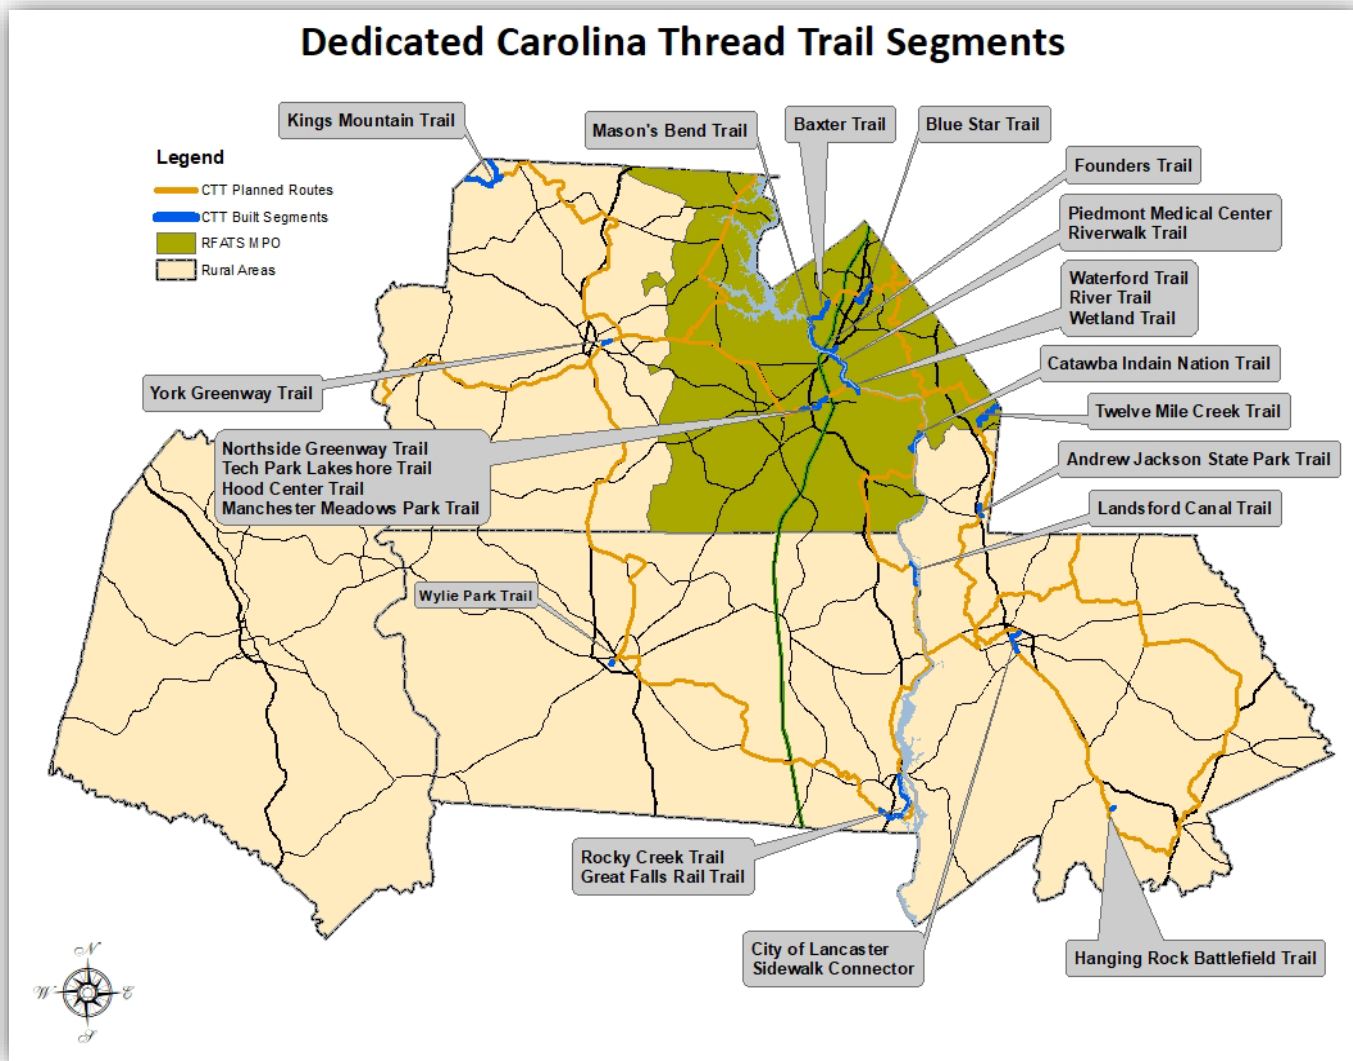 Dedicated Carolina Thread Trail Segments
Kings Mountain Trail
Mason's Bend Trail
Baxter Trail
Blue Star Trail
Legend
CTT Planned Routes
CTT Built Segments
RFATS MPO
Rural Areas
Founders Trail
Piedmont Medical Center
Riverwalk Trail
Waterford Trail
River Trail
Wetland Trail
Catawba Indain Nation Trail
York Greenway Trail
Twelve Mile Creek Trail
Northside Greenway Trail
Tech Park Lakeshore Trail
Hood Center Trail
Manchester Meadows Park Trail
Andrew Jackson State Park Trail
Landsford Canal Trail
Wylie Park Trail
Rocky Creek Trail
Great Falls Rail Trail
City of Lancaster
Sidewalk Connector
Hanging Rock Battlefield Trail
N
W
E
S